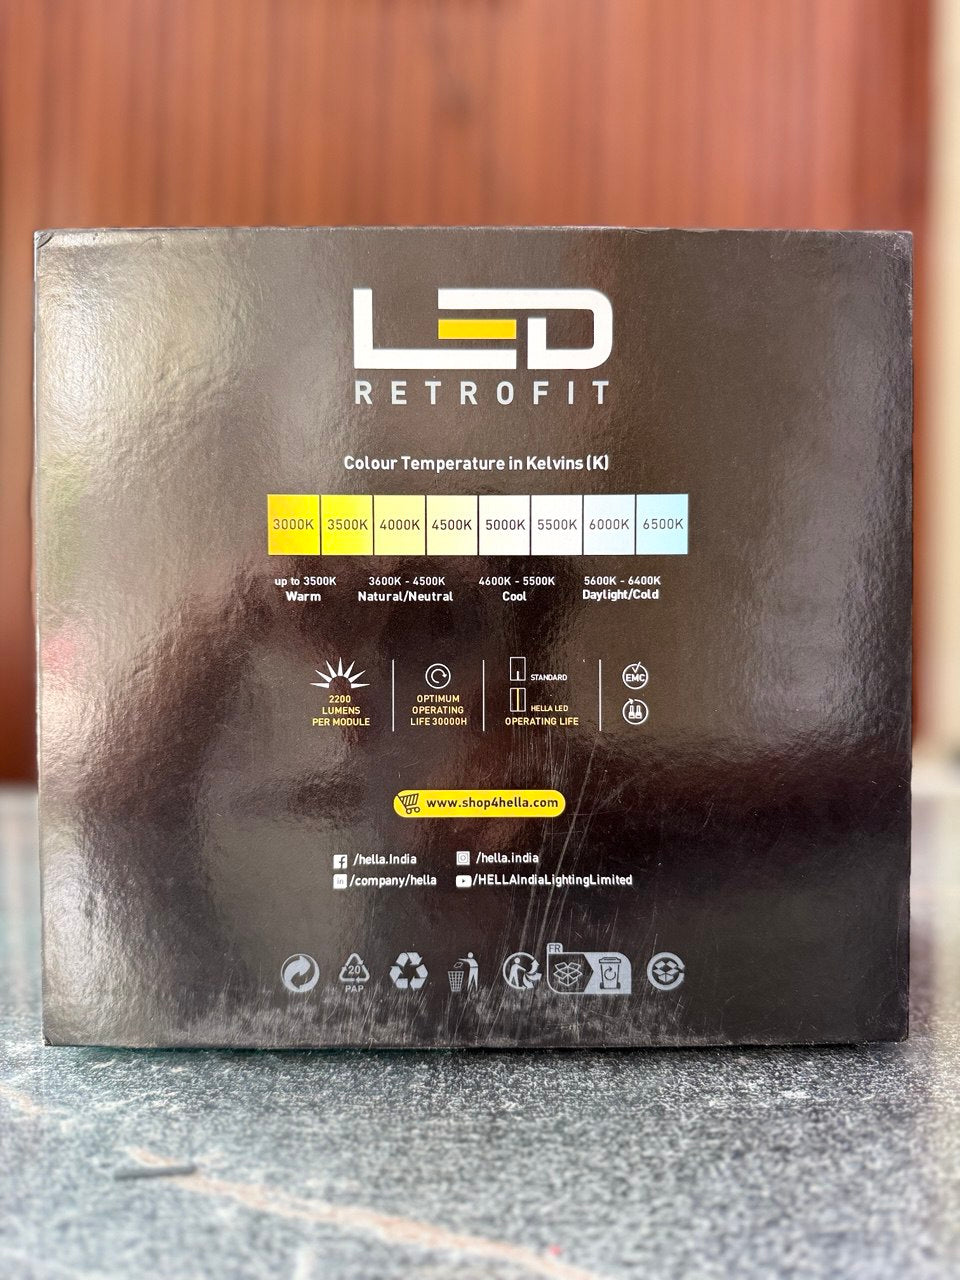 LED
RETROFIT
Colour Temperature in Kelvins (K)
3000K 3500K 4000K 4500K 5000K 5500K 6000K 6500K
up to 3500K 3600K - 4500K 4600K - 5500K 5600K - 6400K
Warm Natural/Neutral Cool Daylight/Cold
2200
LUMENS
PER MODULE
OPTIMUM
OPERATING
LIFE 30000H
STANDARD
HELLA LED
OPERATING LIFE
EMC
www.shop4hella.com
/hella.India /hella.india
in /company/hella /HELLAIndiaLightingLimited
FR
20
PAP